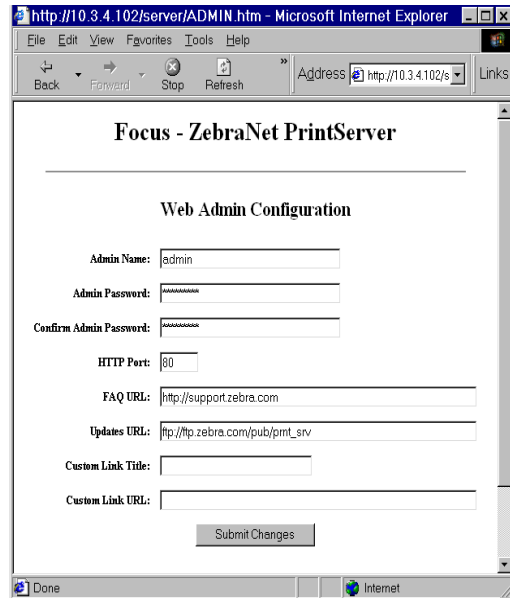 http://10.3.4.102/server/ADMIN.htm - Microsoft Internet Explorer
File Edit View Favorites Tools Help
Back Forward Stop Refresh » Address http://10.3.4.102/s Links
Focus - ZebraNet PrintServer
Web Admin Configuration
Admin Name: admin
Admin Password: *********
Confirm Admin Password: *********
HTTP Port: 80
FAQ URL: http://support.zebra.com
Updates URL: ftp://ftp.zebra.com/pub/prnt_srv
Custom Link Title:
Custom Link URL:
Submit Changes
Done Internet